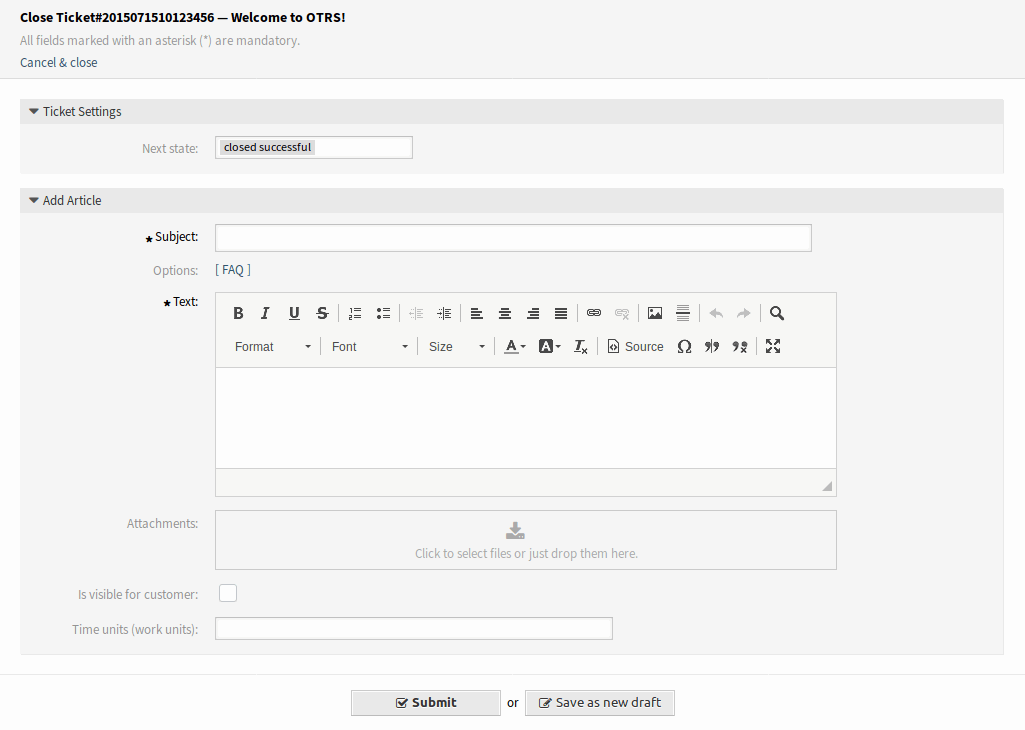 Close Ticket#2015071510123456 — Welcome to OTRS!
All fields marked with an asterisk (*) are mandatory.
Cancel & close
Ticket Settings
Next state: closed successful
Add Article
★ Subject:
Options: [ FAQ ]
★ Text:
B I U S
Format Font Size A A Tx Source Ω
Attachments:
Click to select files or just drop them here.
Is visible for customer:
Time units (work units):
Submit or Save as new draft